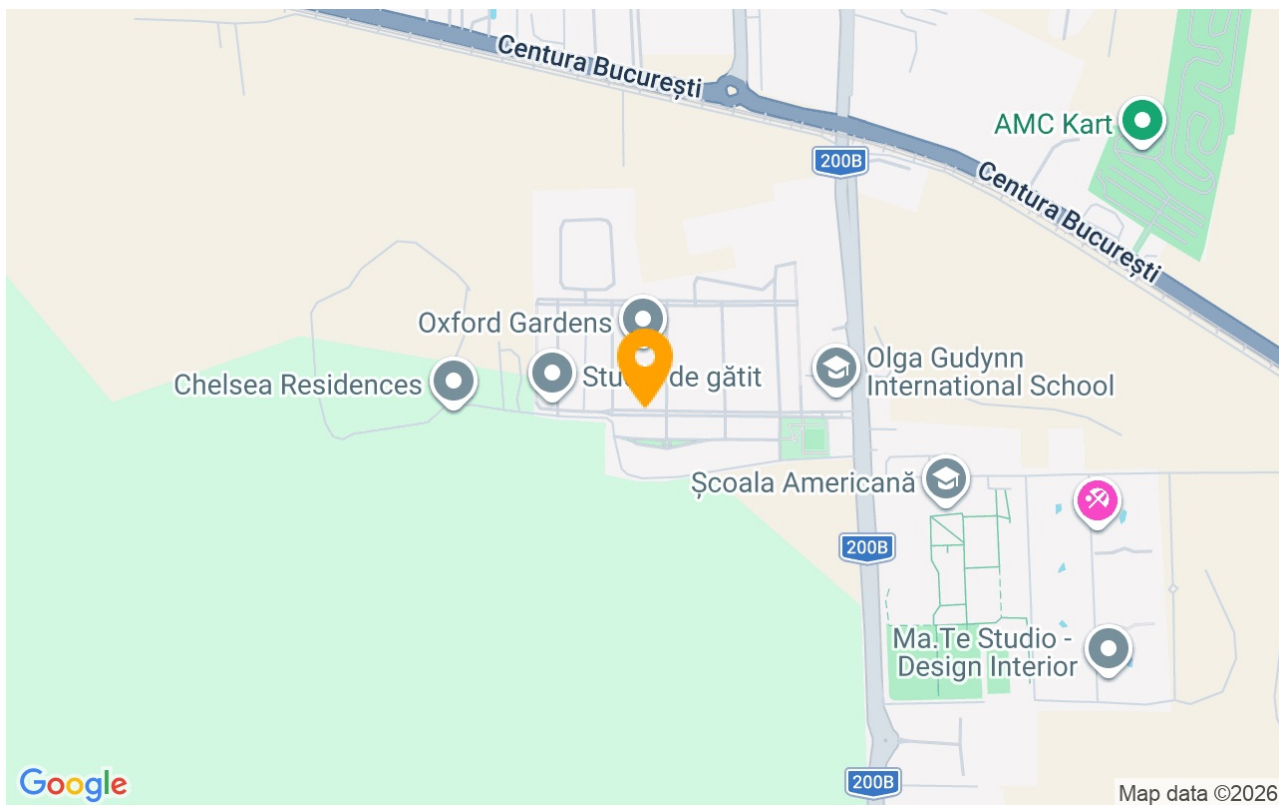 Centura București
AMC Kart
200B
Centura București
Oxford Gardens
Olga Gudynn
International School
Chelsea Residences
de gătit
Școala Americană
200B
Ma.Te Studio -
Design Interior
200B
Google
Map data ©2026